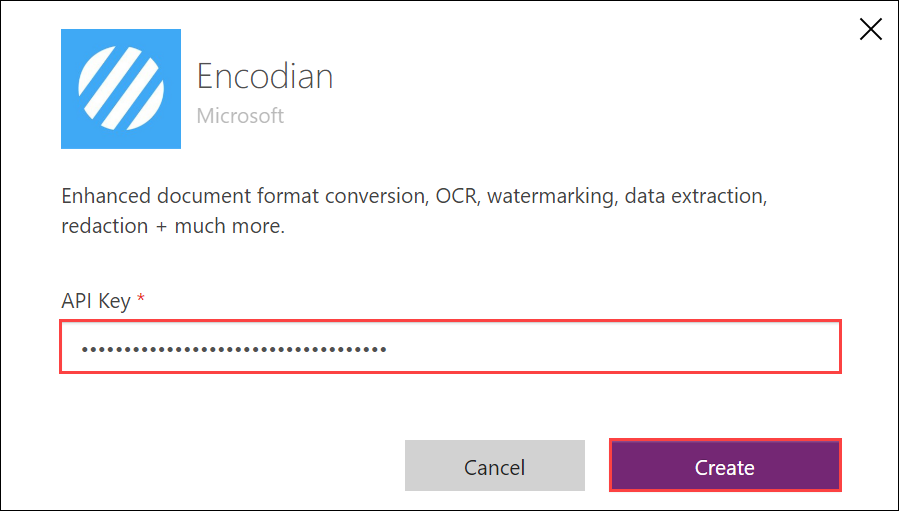 Encodian
Microsoft
Enhanced document format conversion, OCR, watermarking, data extraction,
redaction + much more.
API Key *
••••••••••••••••••••••••••••••••••••
Cancel
Create